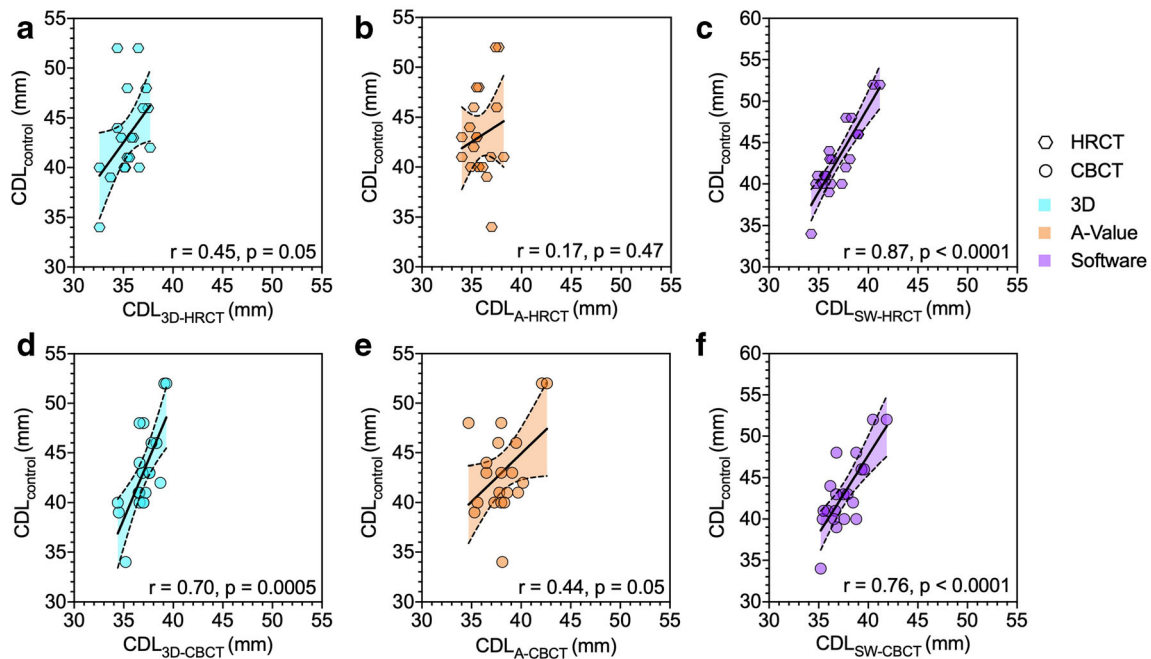 a
55
50
45
40
35
30
CDLcontrol (mm)
30 35 40 45 50 55
CDL3D-HRCT (mm)
r = 0.45, p = 0.05
b
55
50
45
40
35
30
CDLcontrol (mm)
30 35 40 45 50 55
CDLA-HRCT (mm)
r = 0.17, p = 0.47
c
60
55
50
45
40
35
30
CDLcontrol (mm)
30 35 40 45 50 55
CDLSW-HRCT (mm)
r = 0.87, p < 0.0001
HRCT
CBCT
3D
A-Value
Software
d
55
50
45
40
35
30
CDLcontrol (mm)
30 35 40 45 50 55
CDL3D-CBCT (mm)
r = 0.70, p = 0.0005
e
55
50
45
40
35
30
CDLcontrol (mm)
30 35 40 45 50 55
CDLA-CBCT (mm)
r = 0.44, p = 0.05
f
60
55
50
45
40
35
30
CDLcontrol (mm)
30 35 40 45 50 55
CDLSW-CBCT (mm)
r = 0.76, p < 0.0001